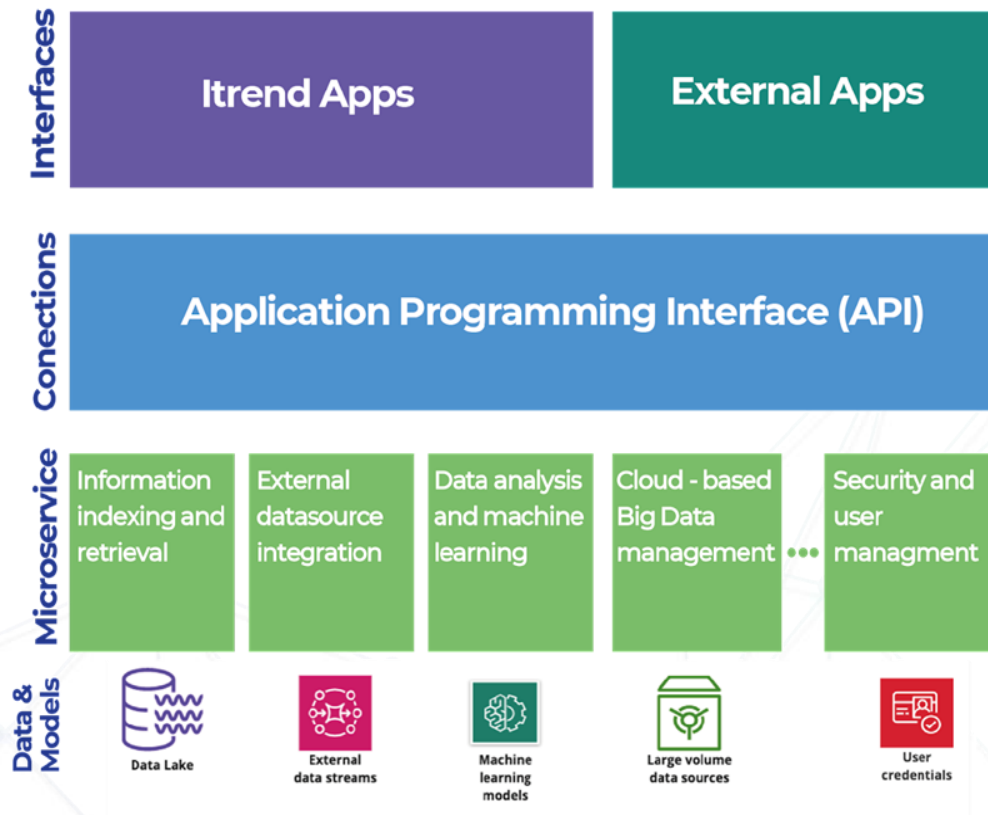 Interfaces
Itrend Apps
External Apps
Conections
Application Programming Interface (API)
Microservice
Information
indexing and
retrieval
External
datasource
integration
Data analysis
and machine
learning
Cloud - based
Big Data
management
Security and
user
managment
Data &
Models
Data Lake
External
data streams
Machine
learning
models
Large volume
data sources
User
credentials